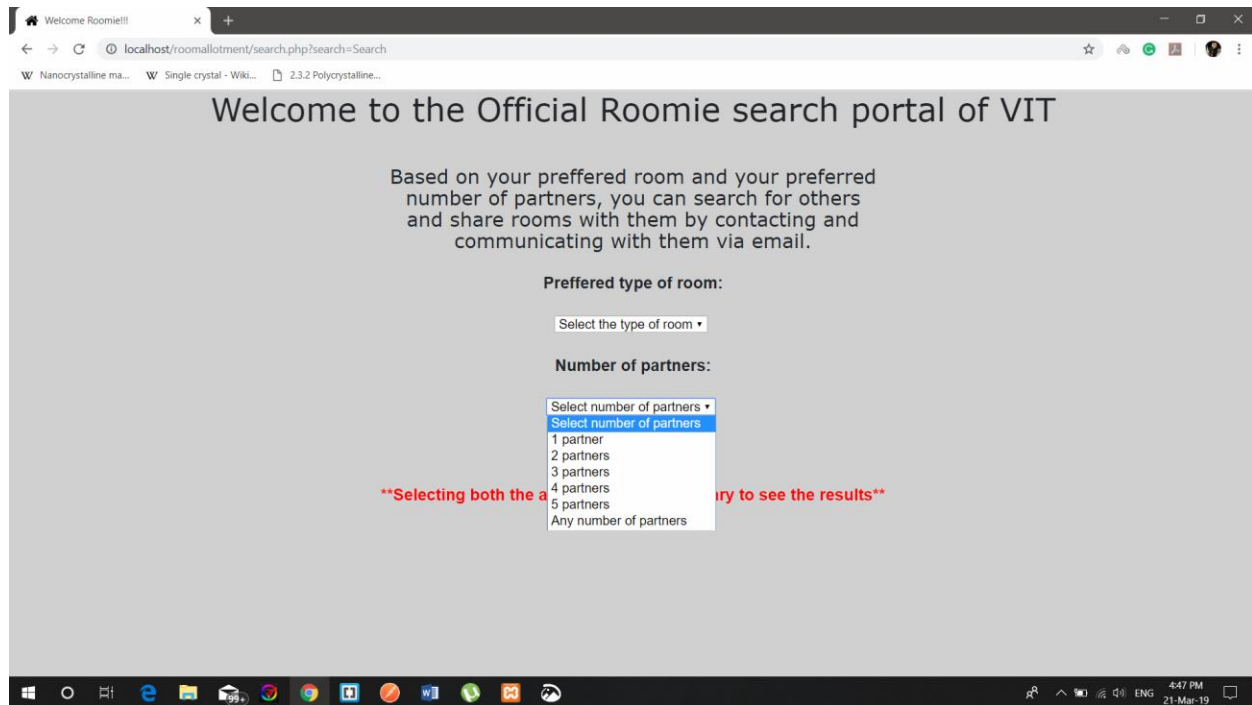 Welcome Roomie!!!
localhost/roomallotment/search.php?search=Search
Nanocrystalline ma... Single crystal - Wiki... 2.3.2 Polycrystalline...
Welcome to the Official Roomie search portal of VIT
Based on your preffered room and your preferred
number of partners, you can search for others
and share rooms with them by contacting and
communicating with them via email.
Preffered type of room:
Select the type of room
Number of partners:
Select number of partners
Select number of partners
1 partner
2 partners
3 partners
4 partners
5 partners
Any number of partners
**Selecting both the a ry to see the results**
99+
ENG
4:47 PM
21-Mar-19